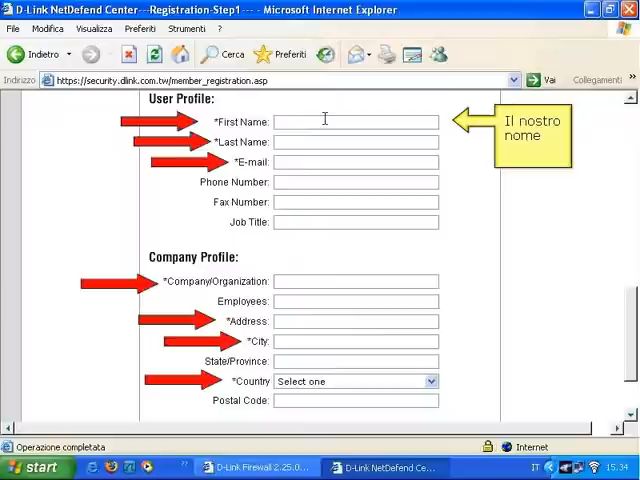 D-Link NetDefend Center---Registration-Step1 -- - Microsoft Internet Explorer
File Modifica Visualizza Preferiti Strumenti ?
Indietro Cerca Preferiti
Indirizzo https://security.dlink.com.tw/member_registration.asp Vai Collegamenti
User Profile:
*First Name:
Il nostro
nome
*Last Name:
*E-mail:
Phone Number:
Fax Number:
Job Title:
Company Profile:
*Company/Organization:
Employees:
*Address:
*City:
State/Province:
*Country Select one
Postal Code:
Operazione completata Internet
start D-Link Firewall 2.25.0... D-Link NetDefend Ce... IT 15.34